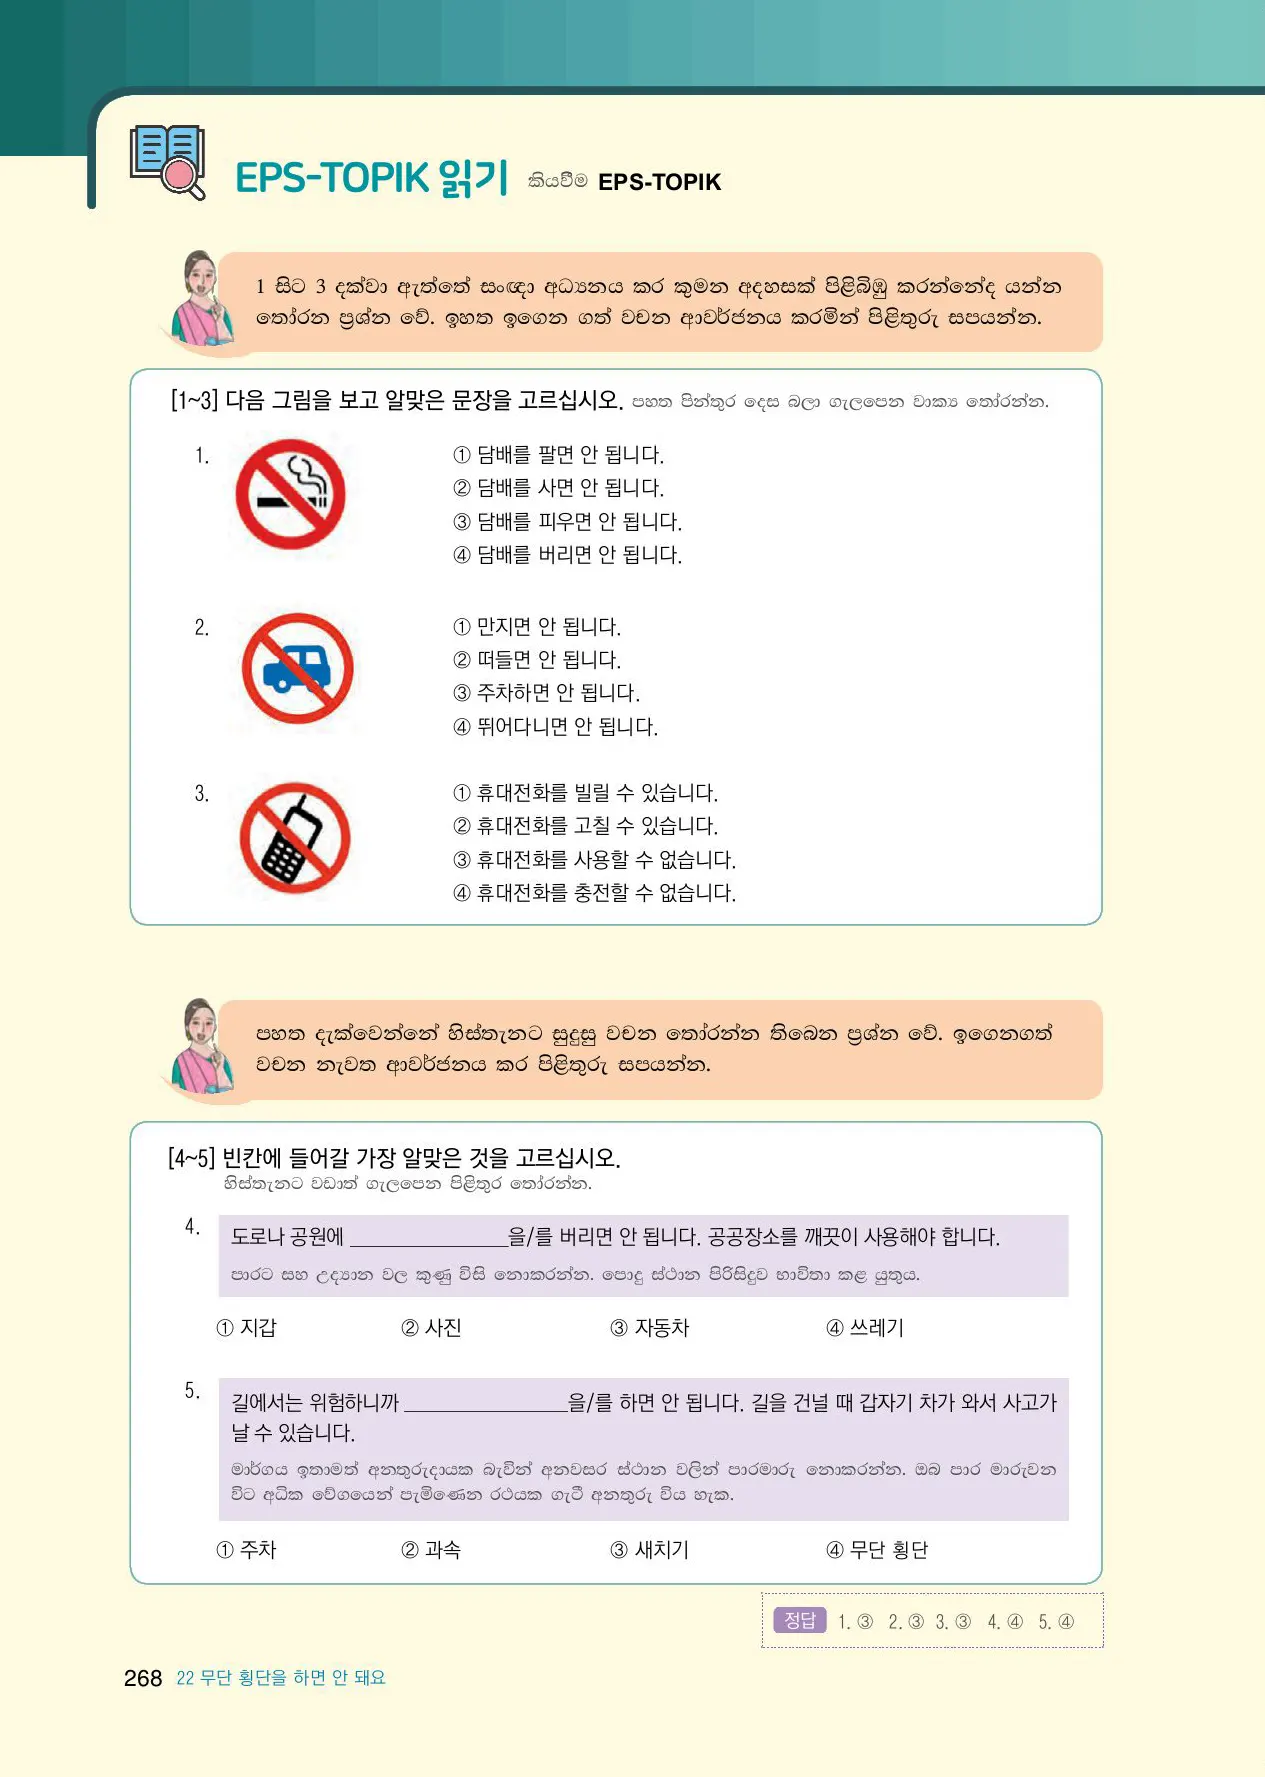 EPS-TOPIK 읽기 කියවීම EPS-TOPIK
1 සිට 3 දක්වා ඇත්තේ සංඥා අධ්‍යනය කර කුමන අදහසක් පිළිබිඹු කරන්නේද යන්න
තෝරන ප්‍රශ්න වේ. ඉහත ඉගෙන ගත් වචන ආවර්ජනය කරමින් පිළිතුරු සපයන්න.
[1~3] 다음 그림을 보고 알맞은 문장을 고르십시오. පහත පින්තූර දෙස බලා ගැලපෙන වාක්‍ය තෝරන්න.
1.
① 담배를 팔면 안 됩니다.
② 담배를 사면 안 됩니다.
③ 담배를 피우면 안 됩니다.
④ 담배를 버리면 안 됩니다.
2.
① 만지면 안 됩니다.
② 떠들면 안 됩니다.
③ 주차하면 안 됩니다.
④ 뛰어다니면 안 됩니다.
3.
① 휴대전화를 빌릴 수 있습니다.
② 휴대전화를 고칠 수 있습니다.
③ 휴대전화를 사용할 수 없습니다.
④ 휴대전화를 충전할 수 없습니다.
පහත දැක්වෙන්නේ හිස්තැනට සුදුසු වචන තෝරන්න තිබෙන ප්‍රශ්න වේ. ඉගෙනගත්
වචන නැවත ආවර්ජනය කර පිළිතුරු සපයන්න.
[4~5] 빈칸에 들어갈 가장 알맞은 것을 고르십시오.
හිස්තැනට වඩාත් ගැලපෙන පිළිතුර තෝරන්න.
4. 도로나 공원에 ______________을/를 버리면 안 됩니다. 공공장소를 깨끗이 사용해야 합니다.
පාරට සහ උද්‍යාන වල කුණු විසි නොකරන්න. පොදු ස්ථාන පිරිසිදුව භාවිතා කළ යුතුය.
① 지갑 ② 사진 ③ 자동차 ④ 쓰레기
5. 길에서는 위험하니까 ______________을/를 하면 안 됩니다. 길을 건널 때 갑자기 차가 와서 사고가
날 수 있습니다.
මාර්ගය ඉතාමත් අනතුරුදායක බැවින් අනවසර ස්ථාන වලින් පාරමාරු නොකරන්න. ඔබ පාර මාරුවන
විට අධික වේගයෙන් පැමිණෙන රථයක ගැටී අනතුරු විය හැක.
① 주차 ② 과속 ③ 새치기 ④ 무단 횡단
정답 1. ③ 2. ③ 3. ③ 4. ④ 5. ④
268 22 무단 횡단을 하면 안 돼요